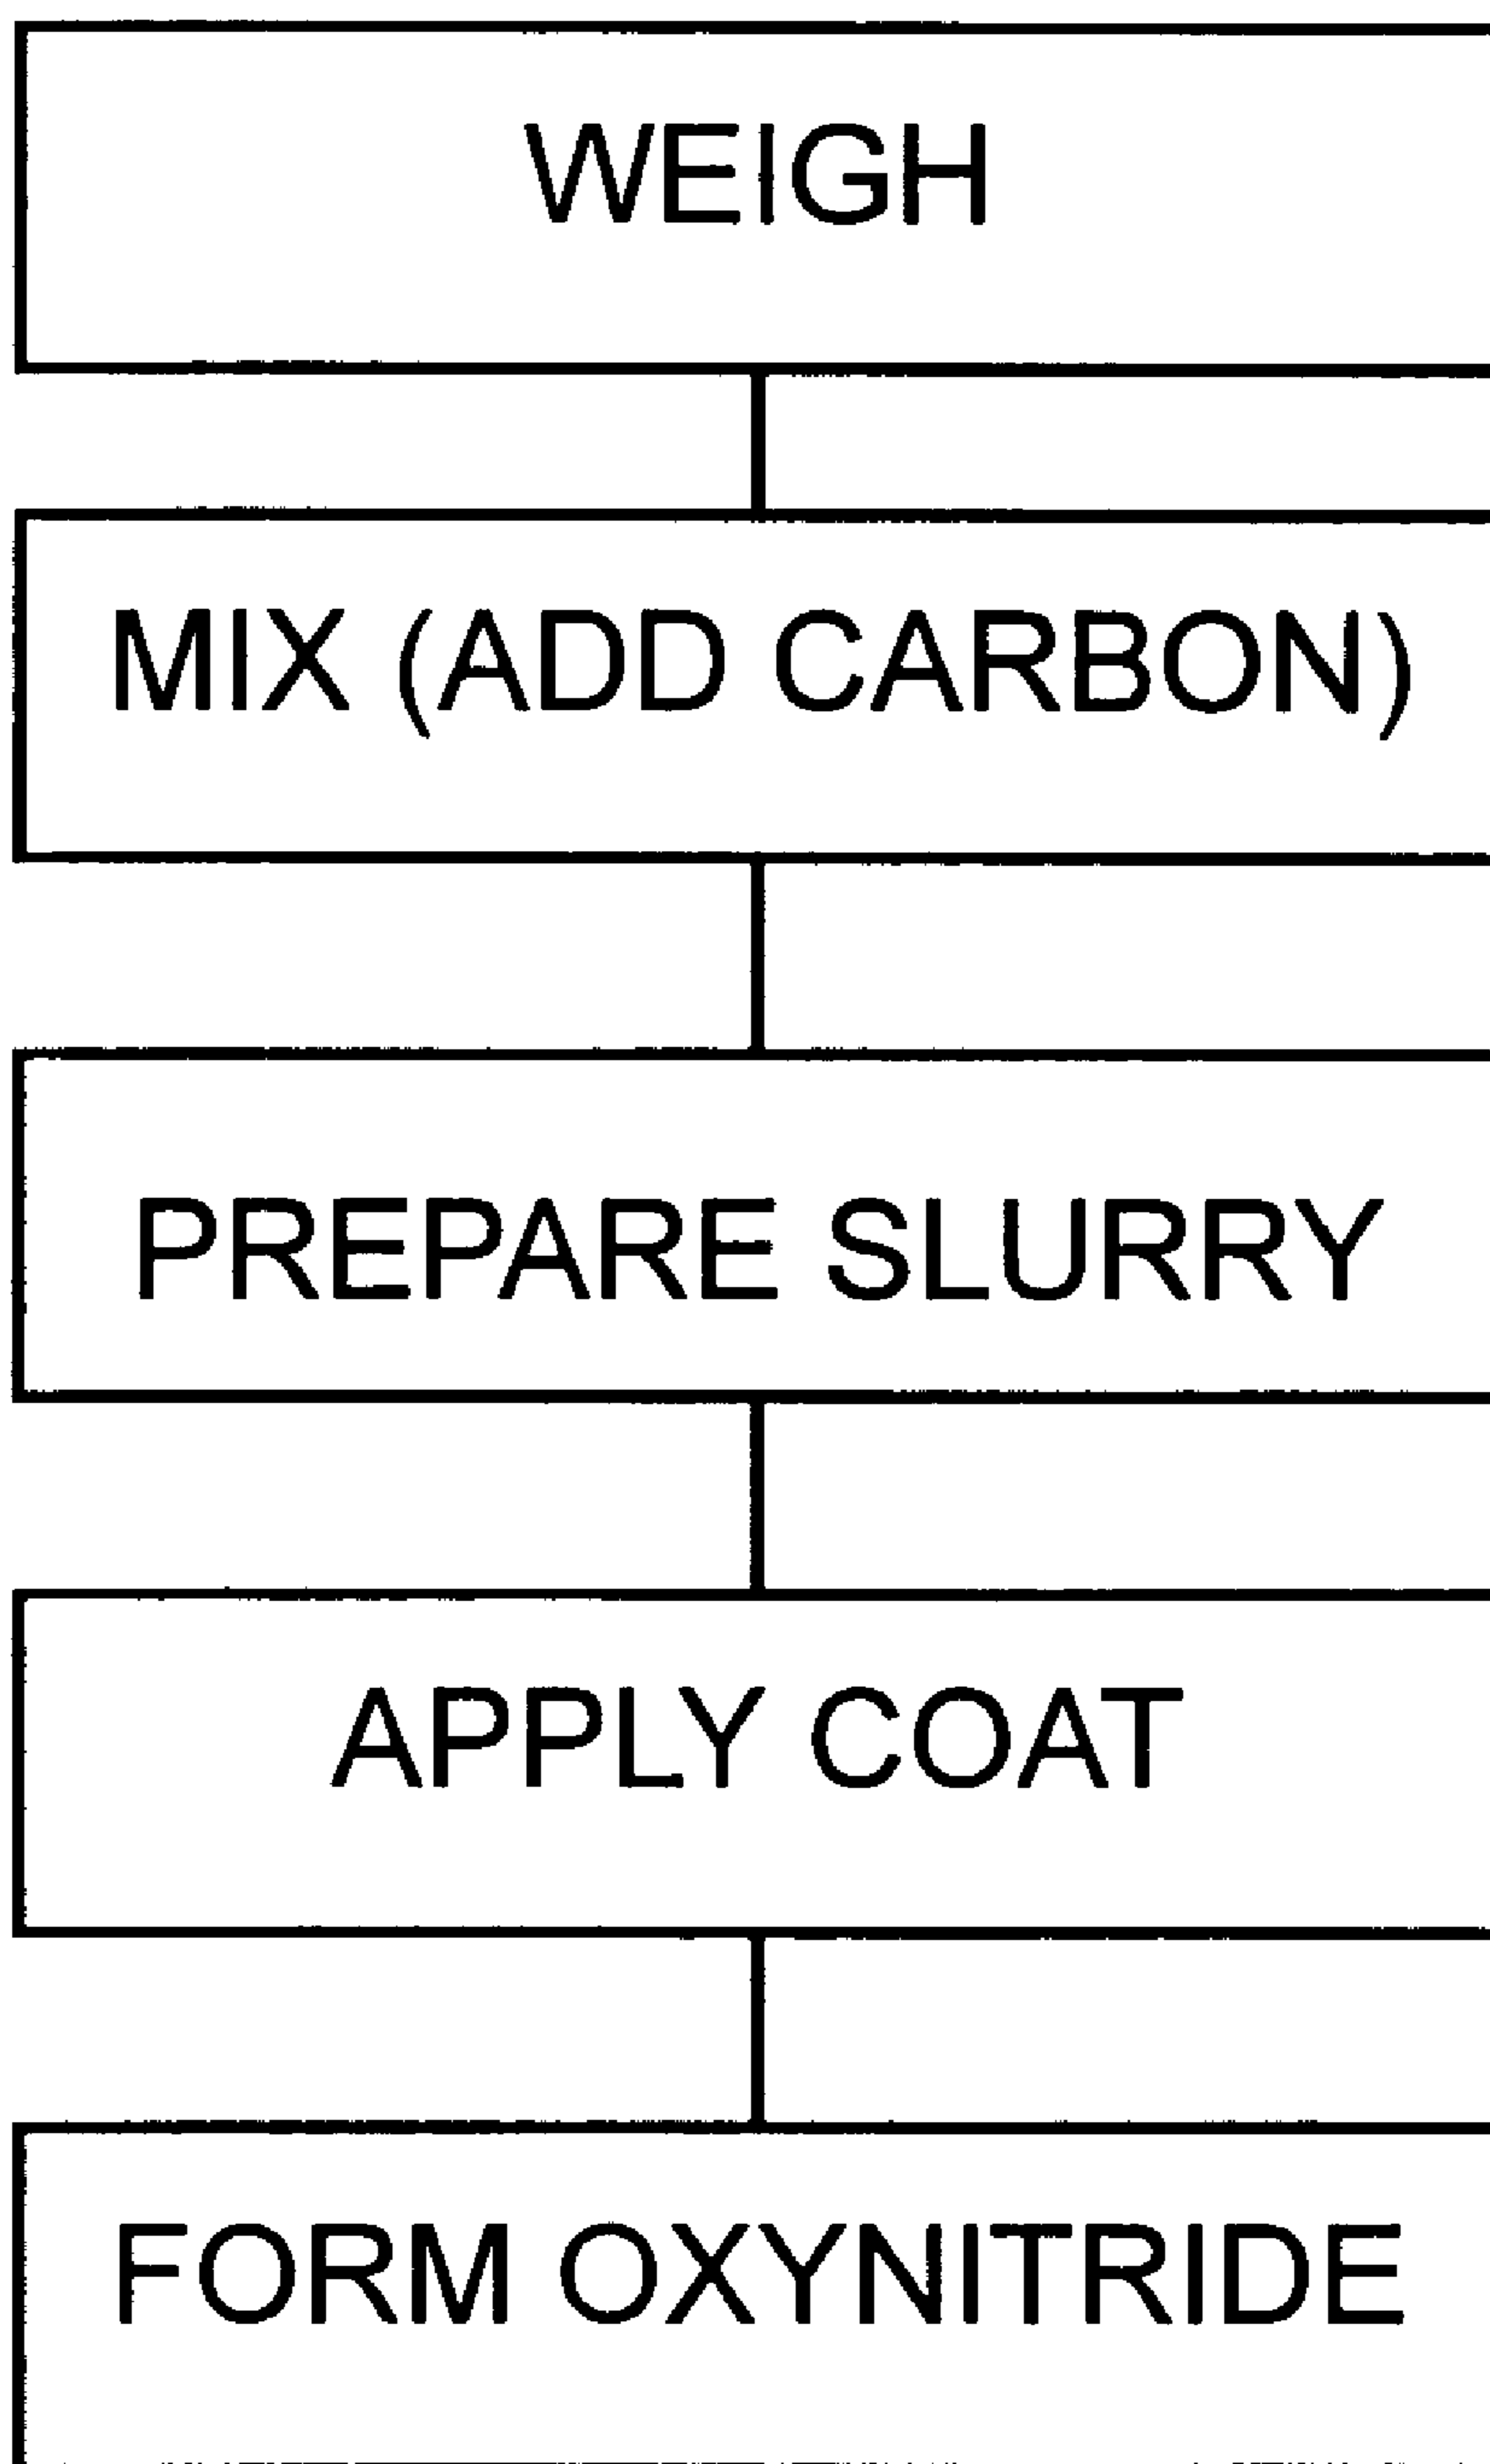 WEIGH
MIX (ADD CARBON)
PREPARE SLURRY
APPLY COAT
FORM OXYNITRIDE